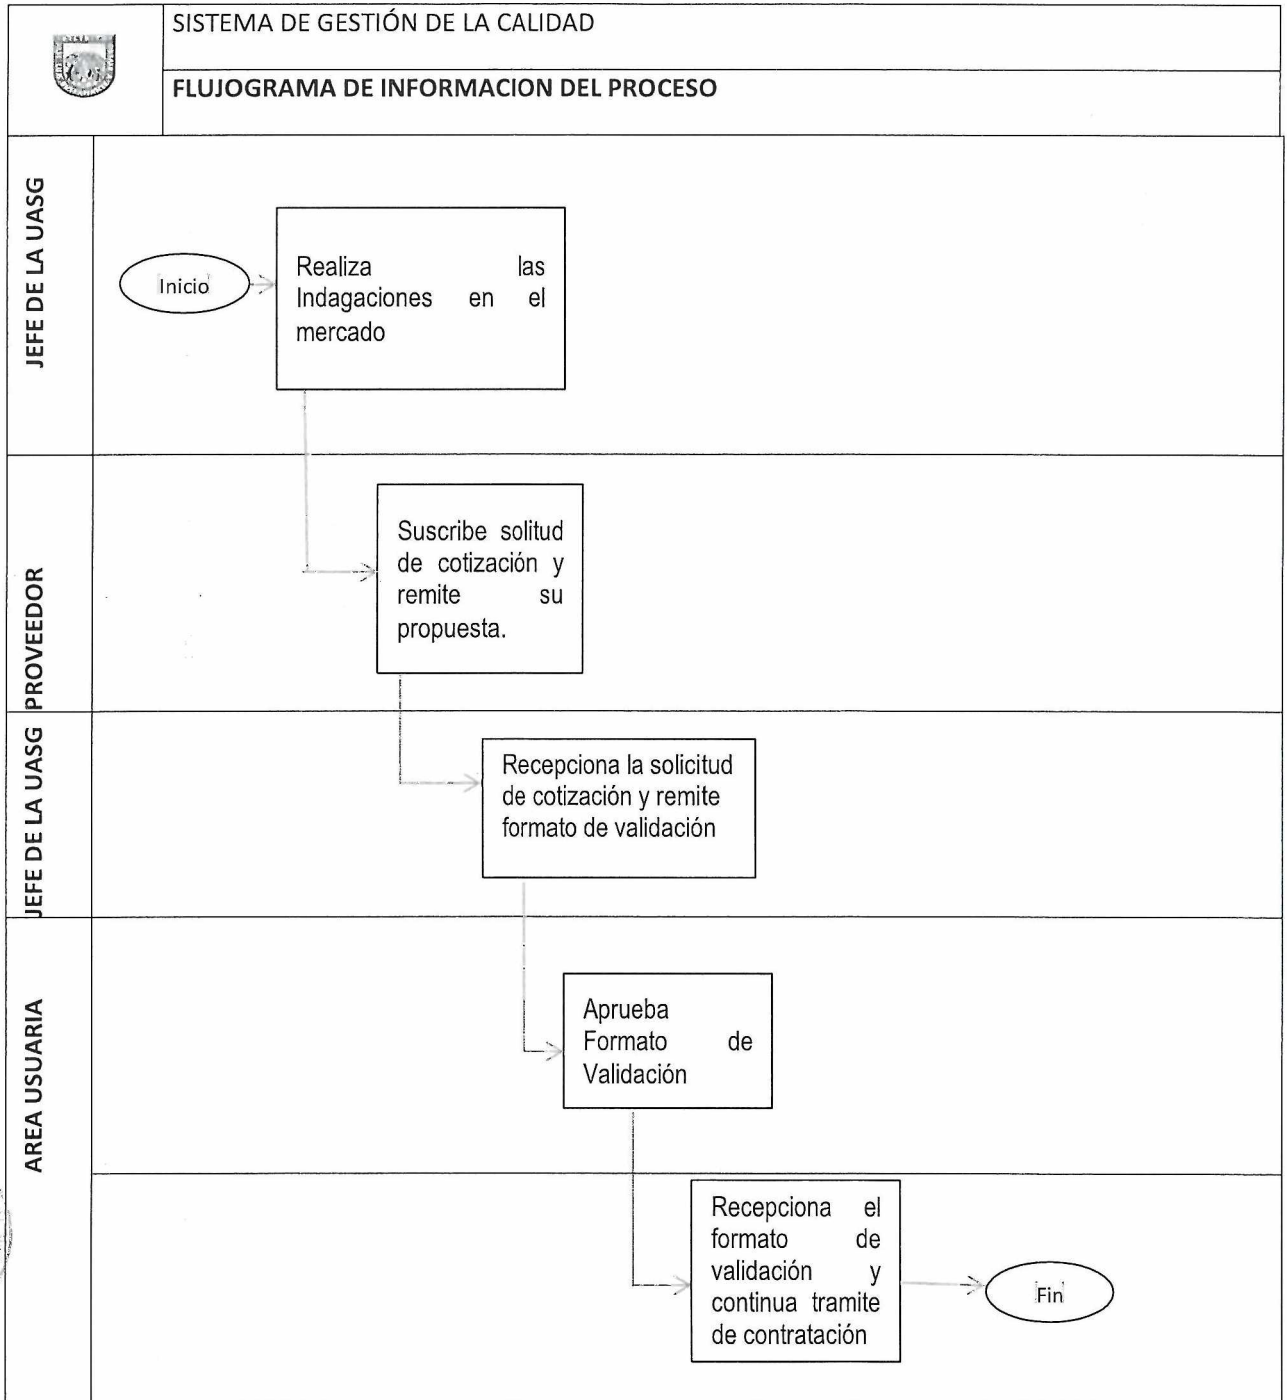 SISTEMA DE GESTIÓN DE LA CALIDAD
FLUJOGRAMA DE INFORMACION DEL PROCESO
JEFE DE LA UASG
Inicio
Realiza las
Indagaciones en el
mercado
PROVEEDOR
Suscribe solitud
de cotización y
remite su
propuesta.
JEFE DE LA UASG
Recepciona la solicitud
de cotización y remite
formato de validación
AREA USUARIA
Aprueba
Formato de
Validación
Recepciona el
formato de
validación y
continua tramite
de contratación
Fin